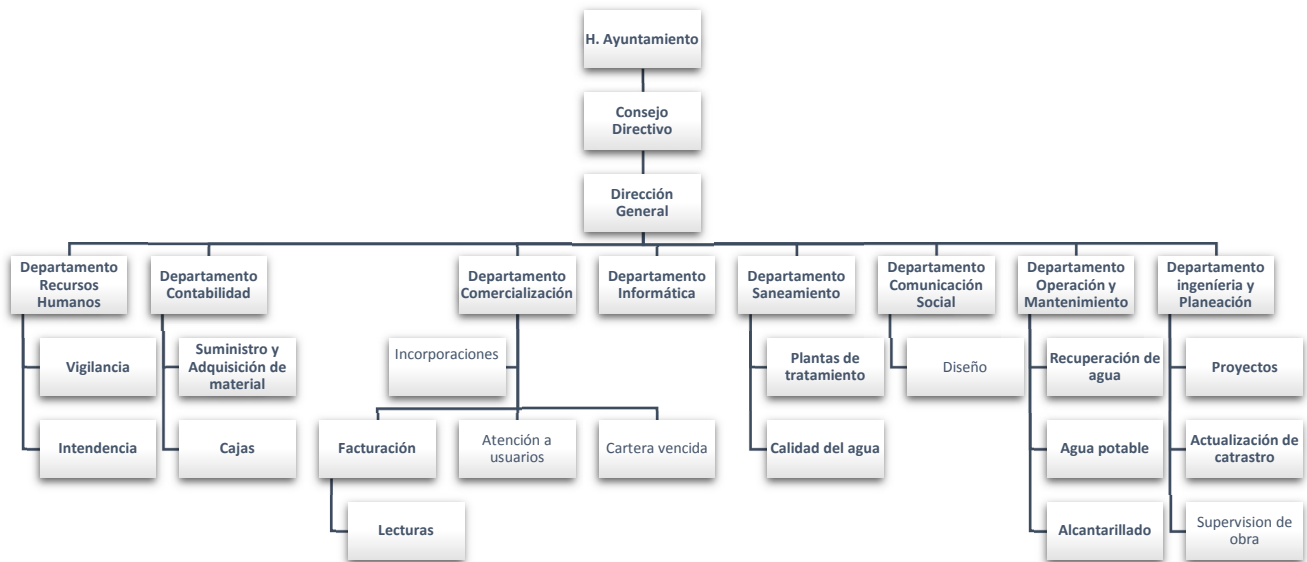 H. Ayuntamiento
Consejo
Directivo
Dirección
General
Departamento
Recursos
Humanos
Departamento
Contabilidad
Departamento
Comercialización
Departamento
Informática
Departamento
Saneamiento
Departamento
Comunicación
Social
Departamento
Operación y
Mantenimiento
Departamento
ingeníeria y
Planeación
Vigilancia
Suministro y
Adquisición de
material
Incorporaciones
Plantas de
tratamiento
Diseño
Recuperación de
agua
Proyectos
Intendencia
Cajas
Facturación
Atención a
usuarios
Cartera vencida
Calidad del agua
Agua potable
Actualización de
catrastro
Lecturas
Alcantarillado
Supervision de
obra